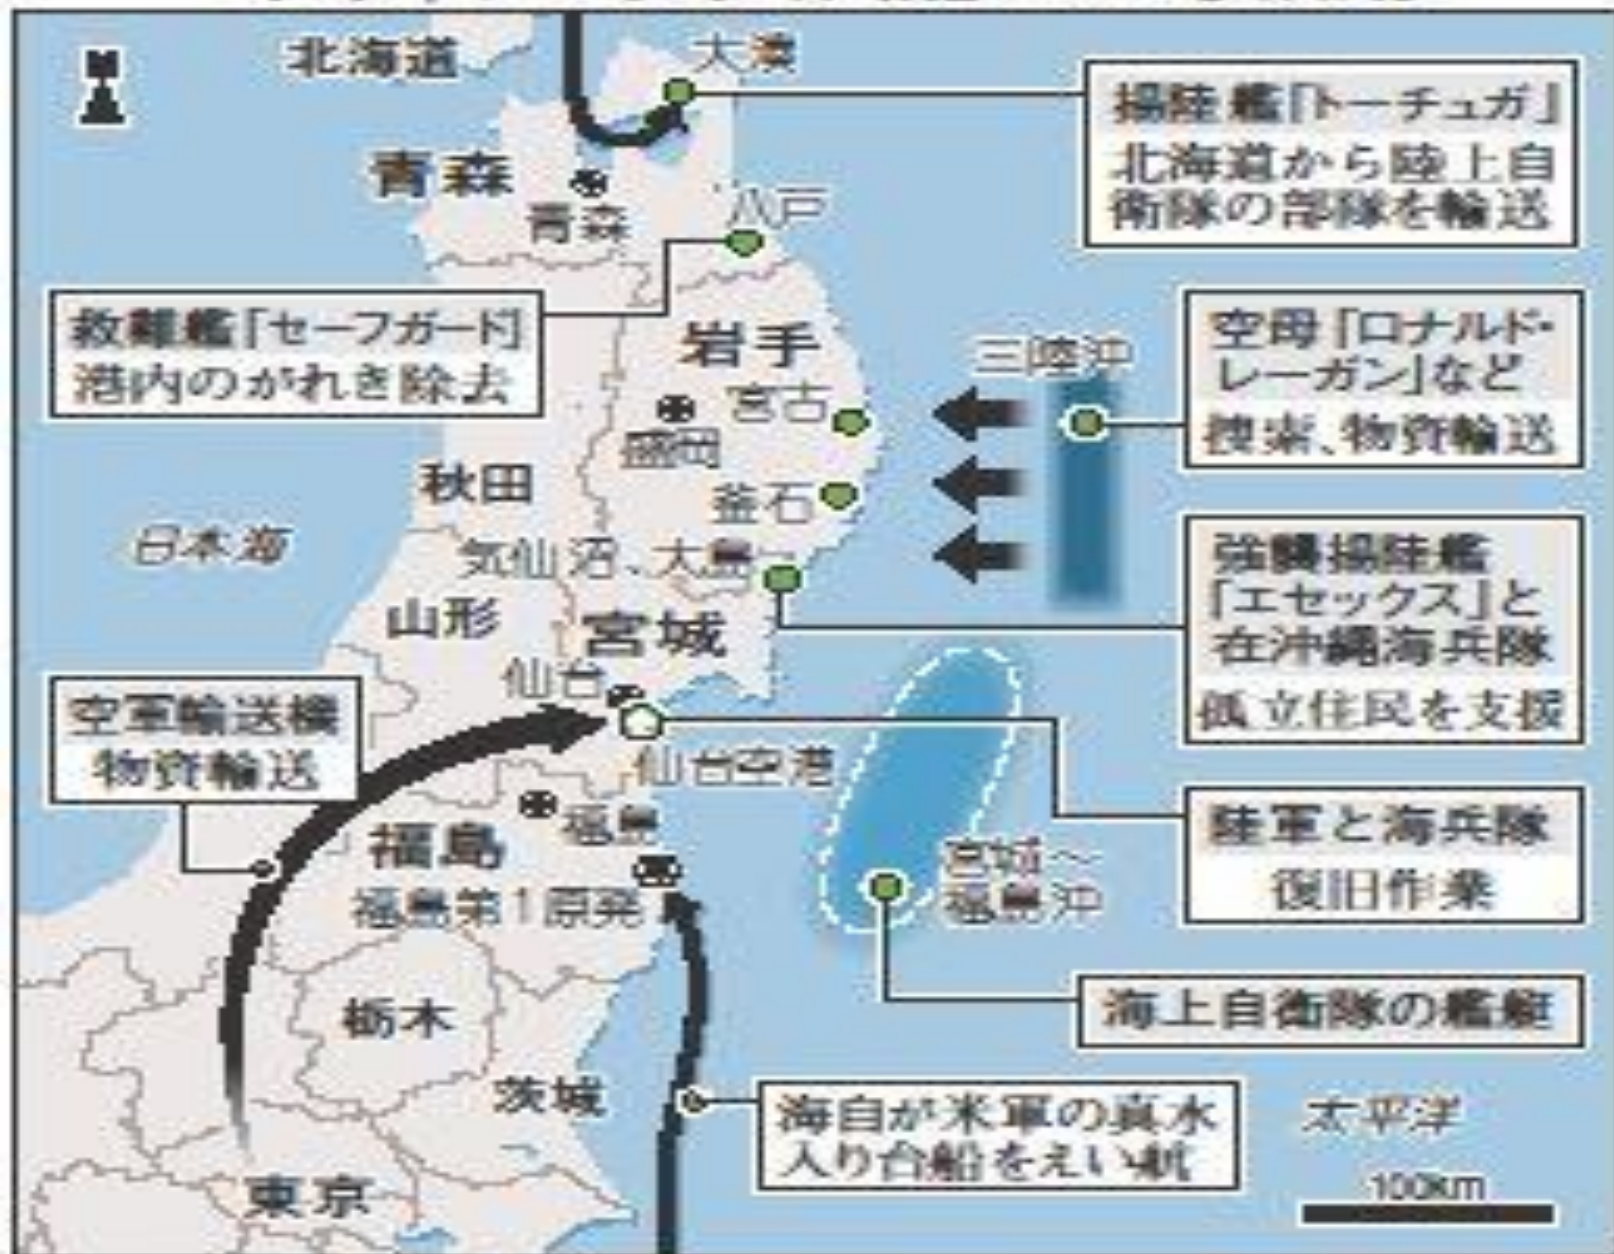 北海道
大湊
揚陸艦「トーチュガ」
北海道から陸上自
衛隊の部隊を輸送
青森
青森
八戸
救難艦「セーフガード」
港内のがれき除去
岩手
三陸沖
空母「ロナルド・
レーガン」など
捜索、物資輸送
宮古
盛岡
秋田
釜石
日本海
気仙沼、大島
強襲揚陸艦
「エセックス」と
在沖縄海兵隊
孤立住民を支援
山形
宮城
仙台
空軍輸送機
物資輸送
仙台空港
陸軍と海兵隊
復旧作業
福島
福島
宮城〜
福島沖
福島第1原発
海上自衛隊の艦艇
栃木
茨城
海自が米軍の真水
入り台船をえい航
太平洋
100km
東京